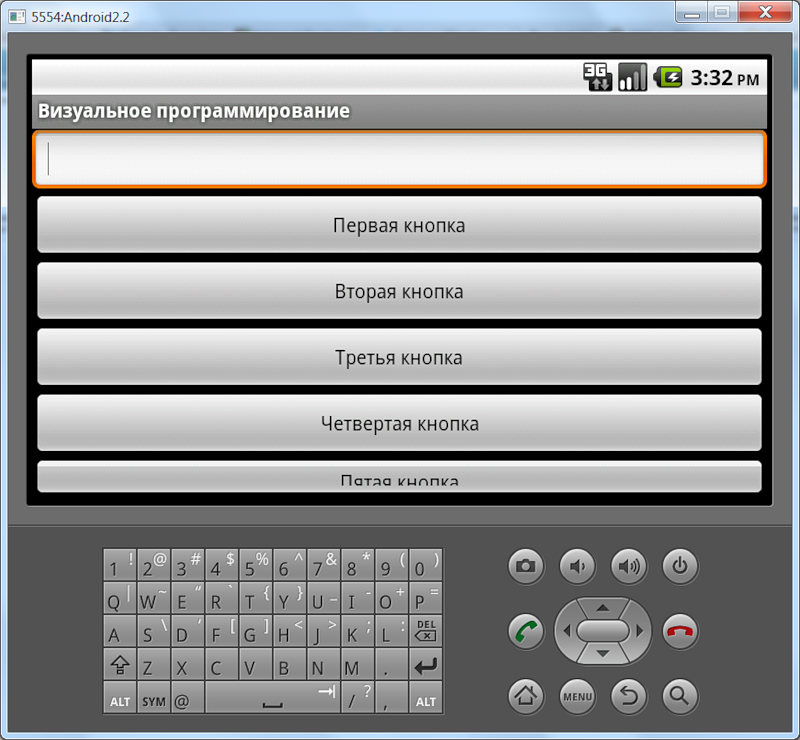 5554:Android2.2
3G 3:32 PM
Визуальное программирование
Первая кнопка
Вторая кнопка
Третья кнопка
Четвертая кнопка
Пятая кнопка
1 ! 2 @ 3 # 4 $ 5 % 6 ^ 7 & 8 * 9 ( 0 )
Q | W ~ E “ R ` T { Y } U _ I - O + P =
A S \ D ‘ F [ G ] H < J > K ; L : DEL
Z X C V B N M .
ALT SYM @ / ? , ALT
MENU